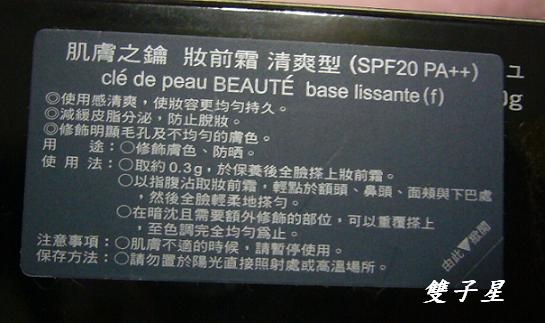 肌膚之鑰 妝前霜 清爽型 (SPF20 PA++)
clé de peau BEAUTÉ base lissante (f)
◎使用感清爽，使妝容更均勻持久。
◎減緩皮脂分泌，防止脫妝。
◎修飾明顯毛孔及不均勻的膚色。
用 途：○修飾膚色、防晒。
使用法：○取約0.3g，於保養後全臉搽上妝前霜。
○以指腹沾取妝前霜，輕點於額頭、鼻頭、面頰與下巴處
，然後全臉輕柔地搽勻。
○在暗沈且需要額外修飾的部位，可以重覆搽上
，至色調完全均勻為止。
注意事項：○肌膚不適的時候，請暫停使用。
保存方法：○請勿置於陽光直接照射處或高溫場所。
由此▼撕開
ュ
0g
雙子星